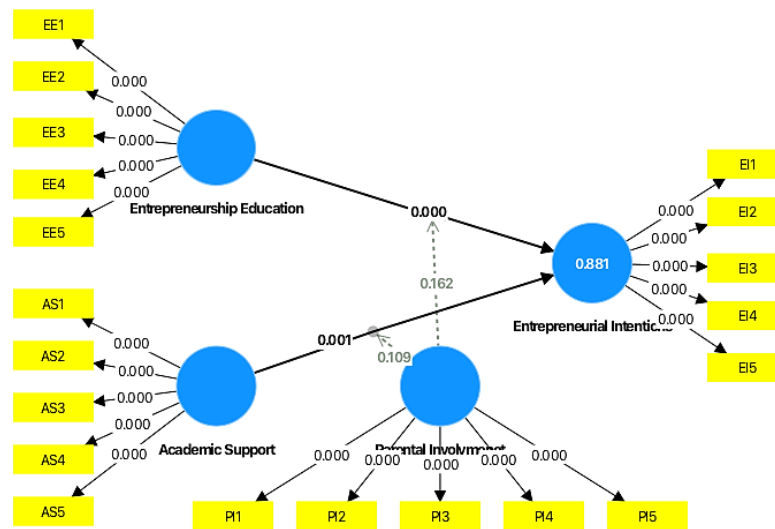 EE1
0.000
EE2
0.000
EE3
0.000
EE4
0.000
EE5
0.000
Entrepreneurship Education
0.000
0.162
AS1
0.000
AS2
0.000
AS3
0.000
AS4
0.000
AS5
0.000
Academic Support
0.001
0.109
0.881
Entrepreneurial Intentions
EI1
0.000
EI2
0.000
EI3
0.000
EI4
0.000
EI5
0.000
Parental
0.000
0.000
0.000
0.000
0.000
PI1
PI2
PI3
PI4
PI5